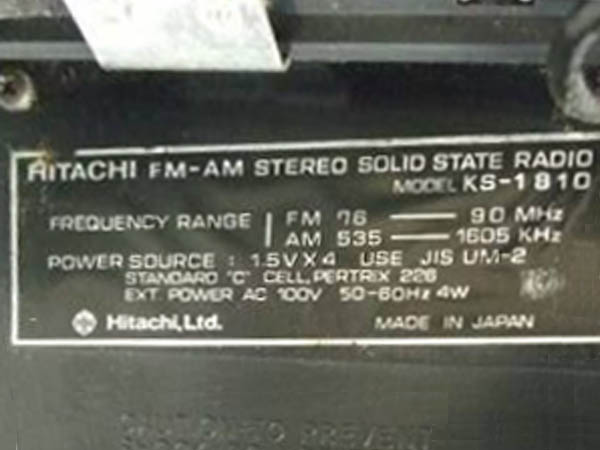 HITACHI FM-AM STEREO SOLID STATE RADIO
MODEL KS-1810
FREQUENCY RANGE | FM 76 — 90 MHz
| AM 535 — 1605 KHz
POWER SOURCE : 1.5V X 4 USE JIS UM-2
STANDARD "C" CELL, PERTRIX 226
EXT. POWER AC 100V 50-60Hz 4W
Hitachi, Ltd. MADE IN JAPAN
PREVENT